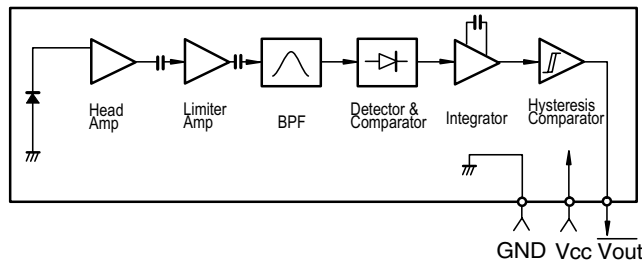 Head Amp
Limiter Amp
BPF
Detector & Comparator
Integrator
Hysteresis Comparator
GND
Vcc
Vout